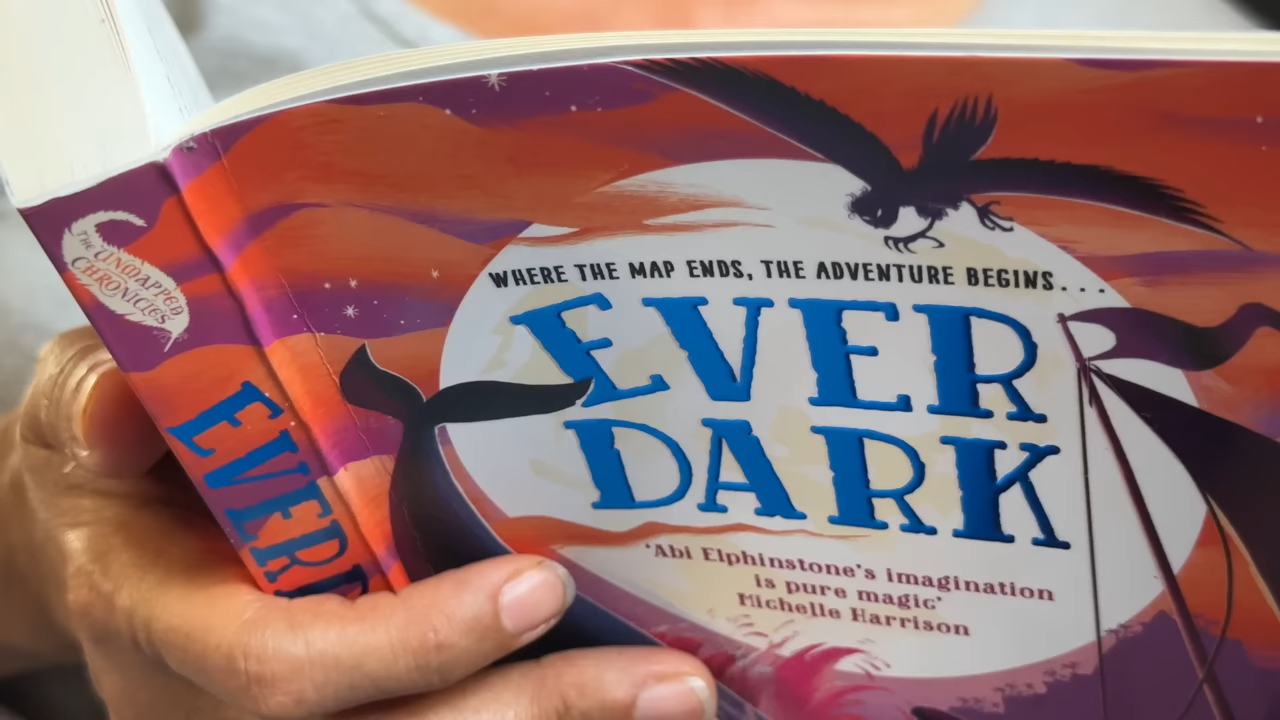 THE
UNMAPPED
CHRONICLES
EVERD
WHERE THE MAP ENDS, THE ADVENTURE BEGINS...
EVER
DARK
'Abi Elphinstone's imagination
is pure magic'
Michelle Harrison